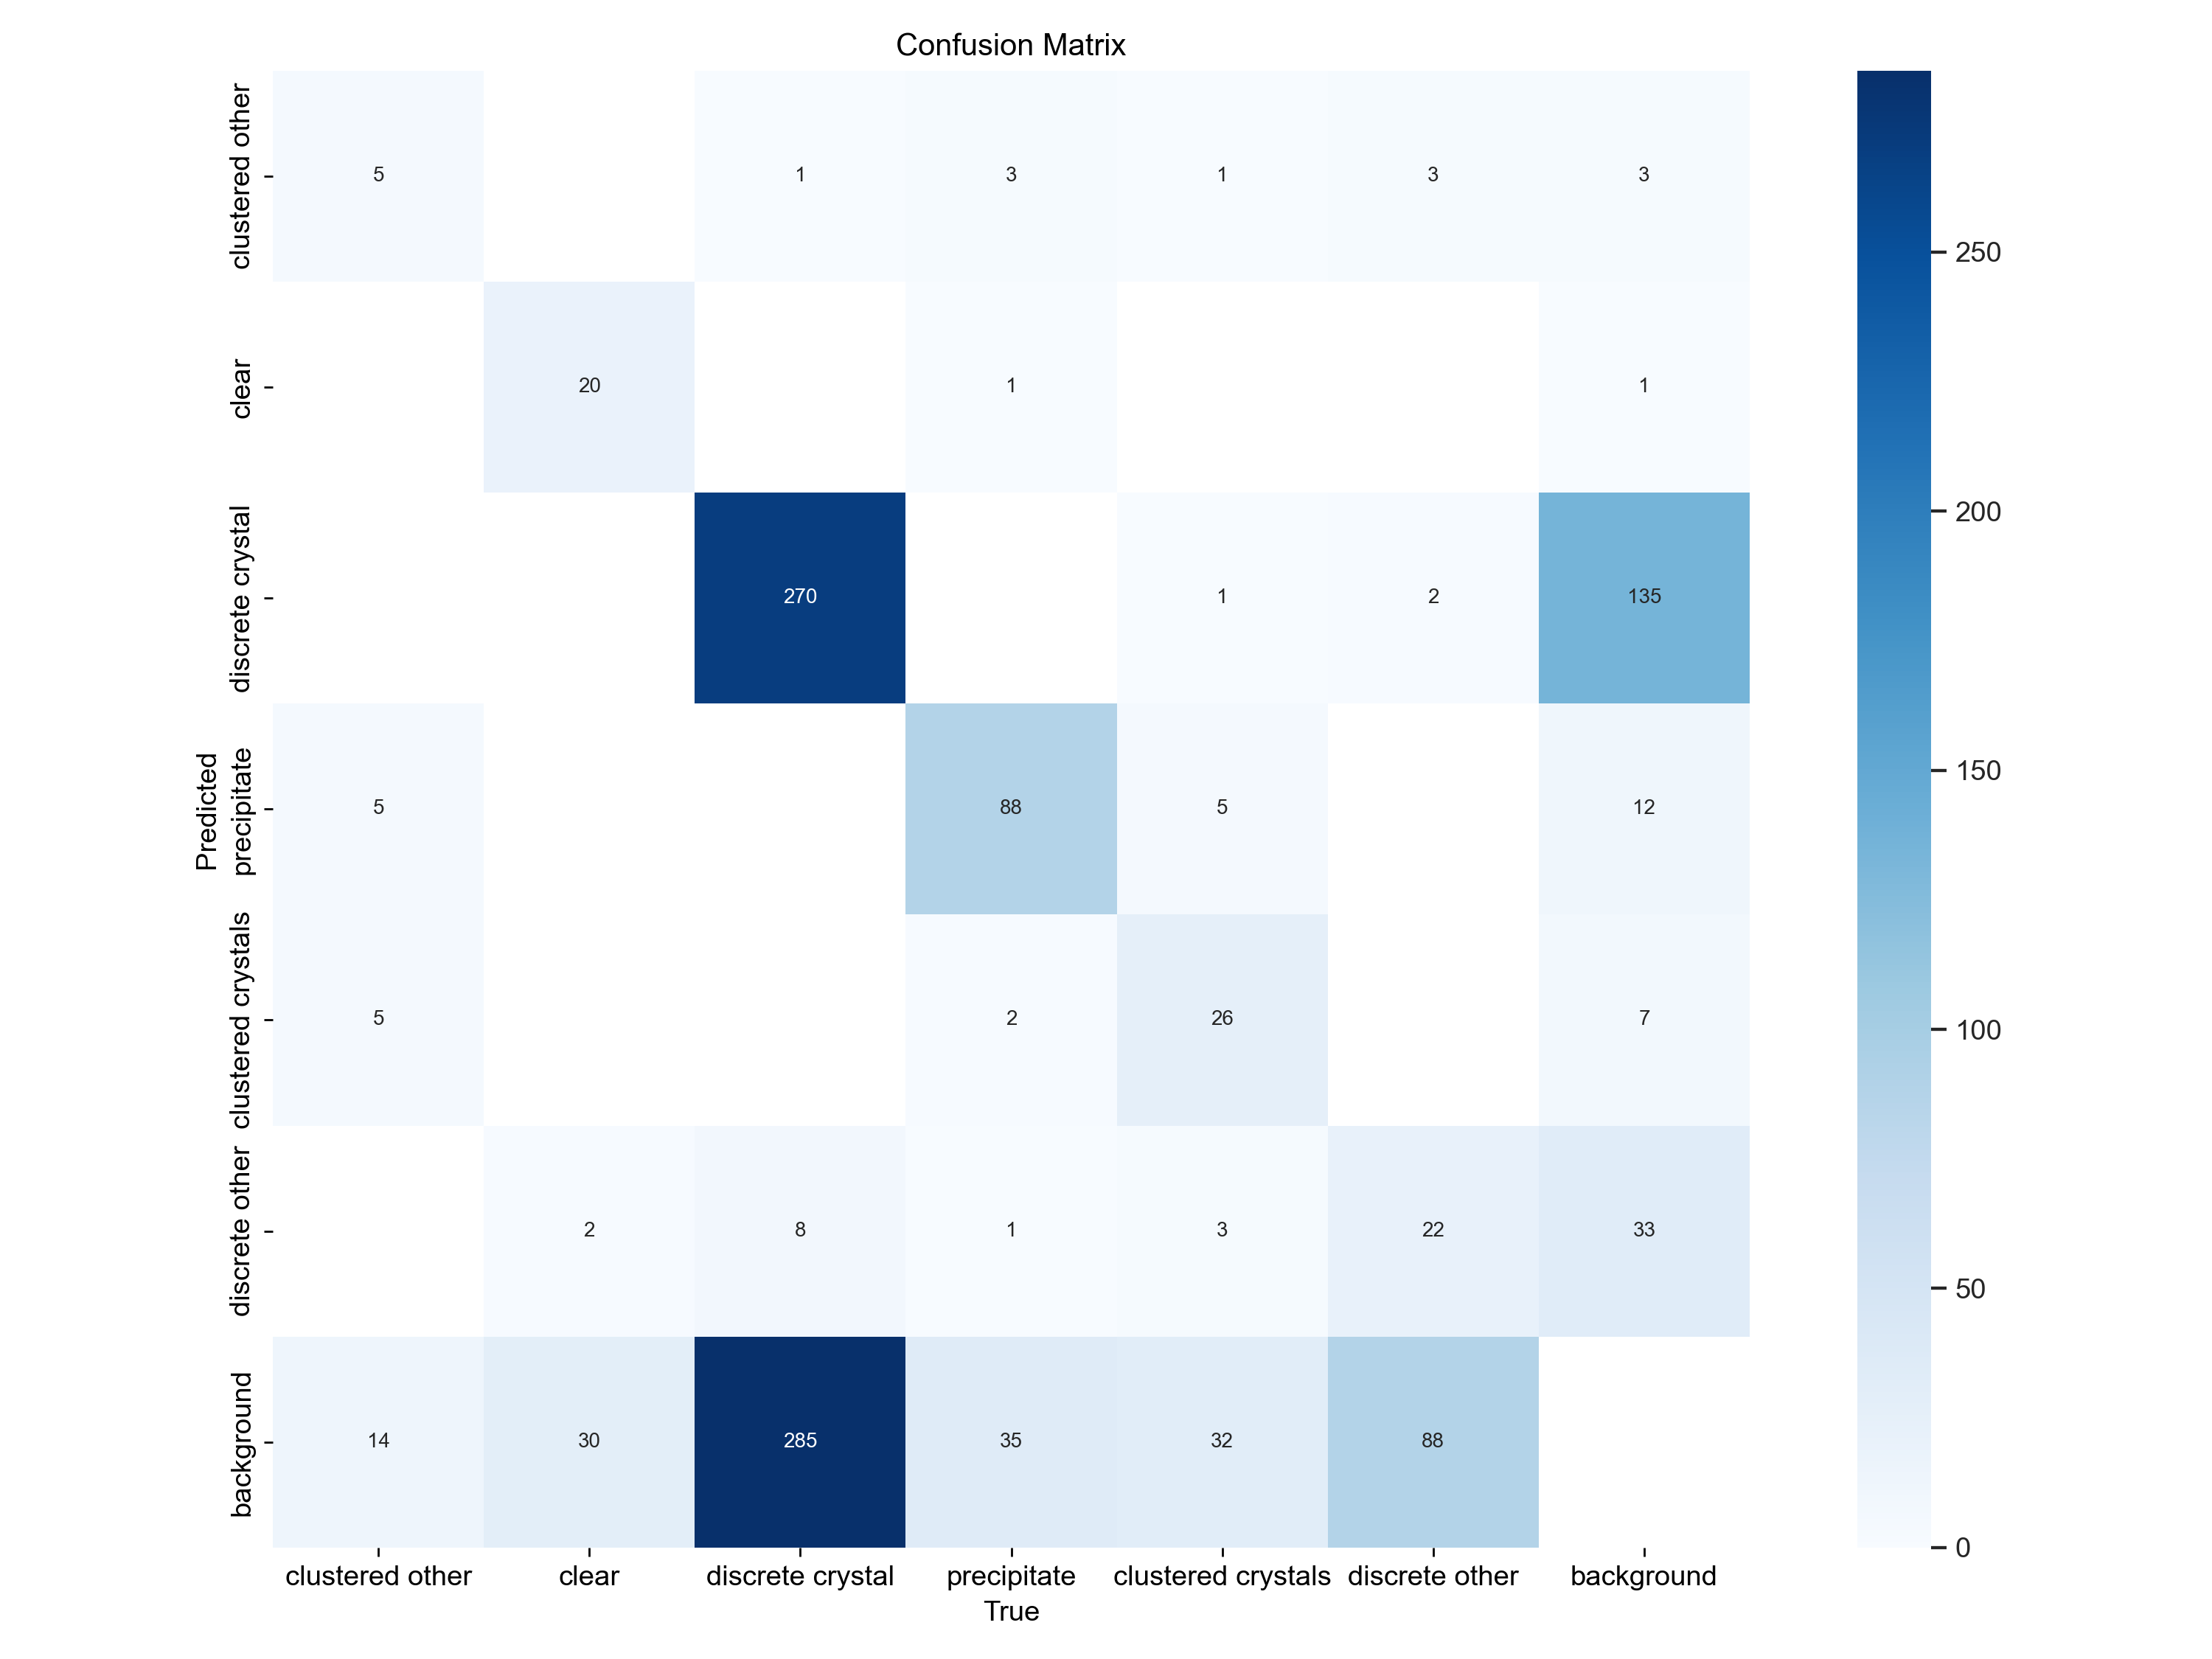 Confusion Matrix
clustered other
5 1 3 1 3 3
clear
20 1 1
discrete crystal
270 1 2 135
Predicted
precipitate
5 88 5 12
clustered crystals
5 2 26 7
discrete other
2 8 1 3 22 33
background
14 30 285 35 32 88
clustered other clear discrete crystal precipitate clustered crystals discrete other background
True
250
200
150
100
50
0